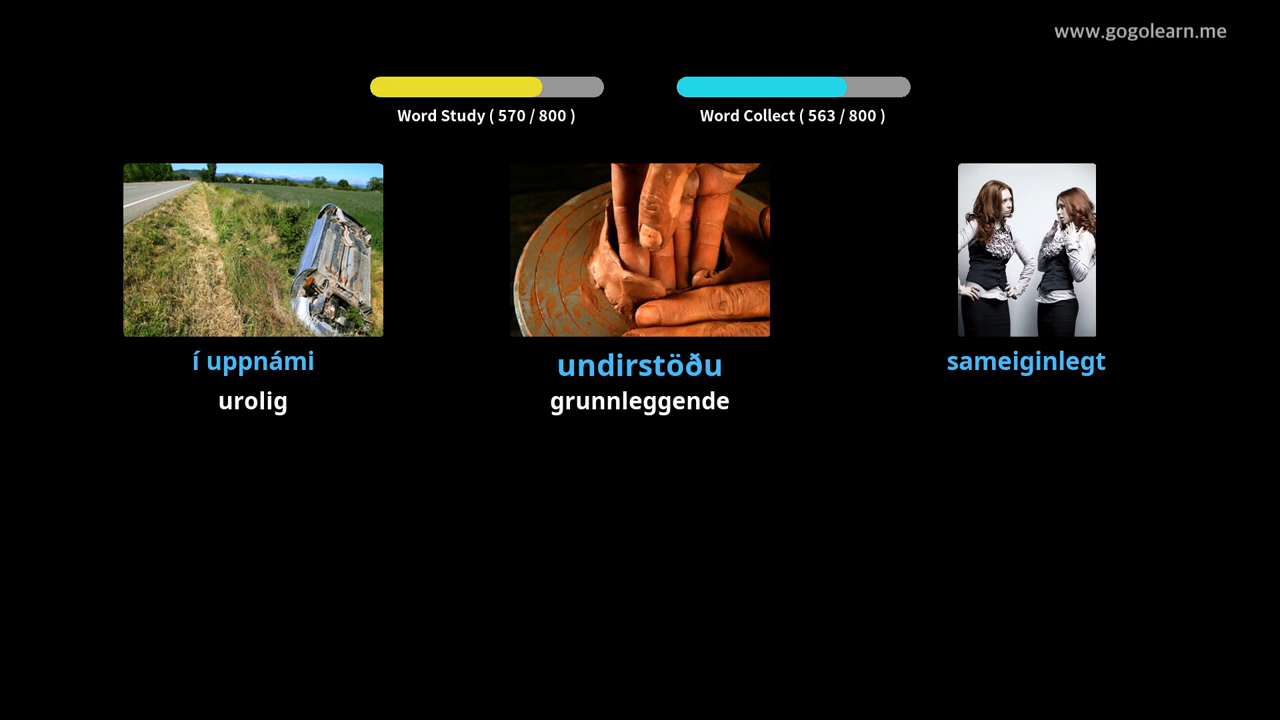 www.gogolearn.me
Word Study ( 570 / 800 )
Word Collect ( 563 / 800 )
í uppnámi
undirstöðu
sameiginlegt
urolig
grunnleggende